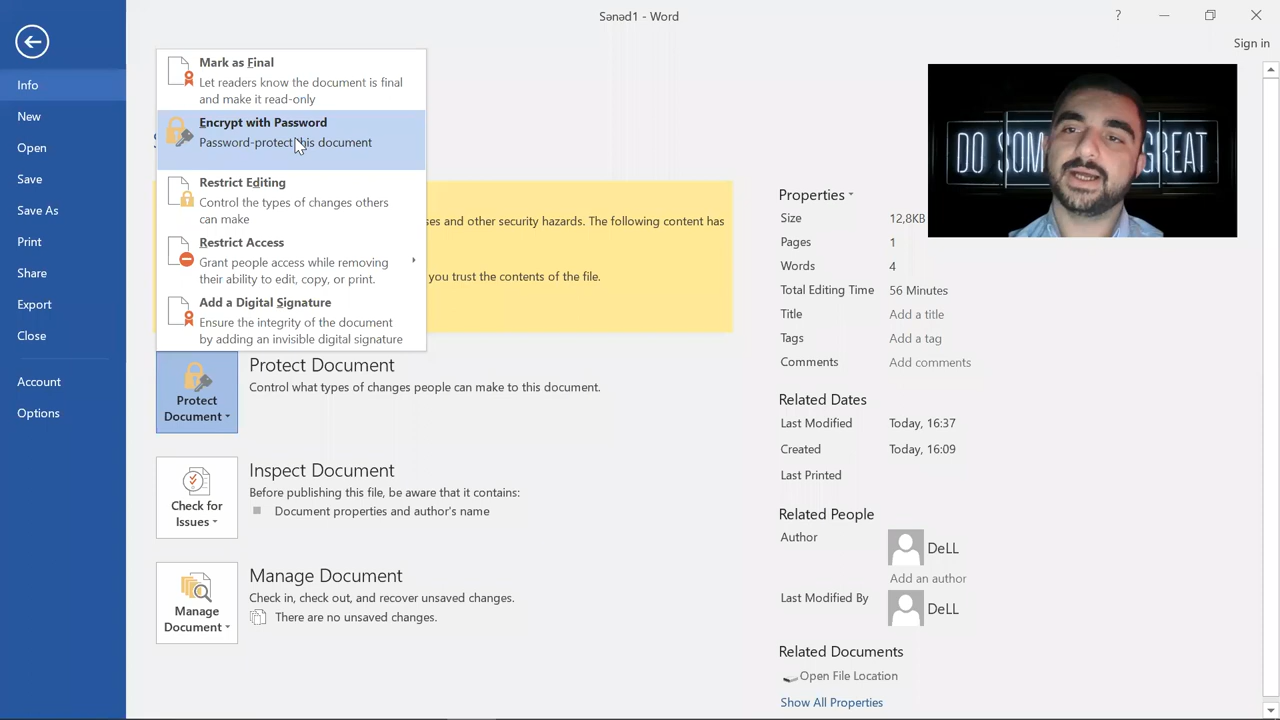 Sənəd1 - Word
?
Sign in
Info
New
Open
Save
Save As
Print
Share
Export
Close
Account
Options
Mark as Final
Let readers know the document is final
and make it read-only
Encrypt with Password
Password-protect this document
Restrict Editing
Control the types of changes others
can make
Restrict Access
Grant people access while removing
their ability to edit, copy, or print.
Add a Digital Signature
Ensure the integrity of the document
by adding an invisible digital signature
and other security hazards. The following content has
you trust the contents of the file.
Protect
Document
Protect Document
Control what types of changes people can make to this document.
Check for
Issues
Inspect Document
Before publishing this file, be aware that it contains:
Document properties and author's name
Manage
Document
Manage Document
Check in, check out, and recover unsaved changes.
There are no unsaved changes.
Properties
Size 12,8KB
Pages 1
Words 4
Total Editing Time 56 Minutes
Title Add a title
Tags Add a tag
Comments Add comments
Related Dates
Last Modified Today, 16:37
Created Today, 16:09
Last Printed
Related People
Author DeLL
Add an author
Last Modified By DeLL
Related Documents
Open File Location
Show All Properties
DO GREAT